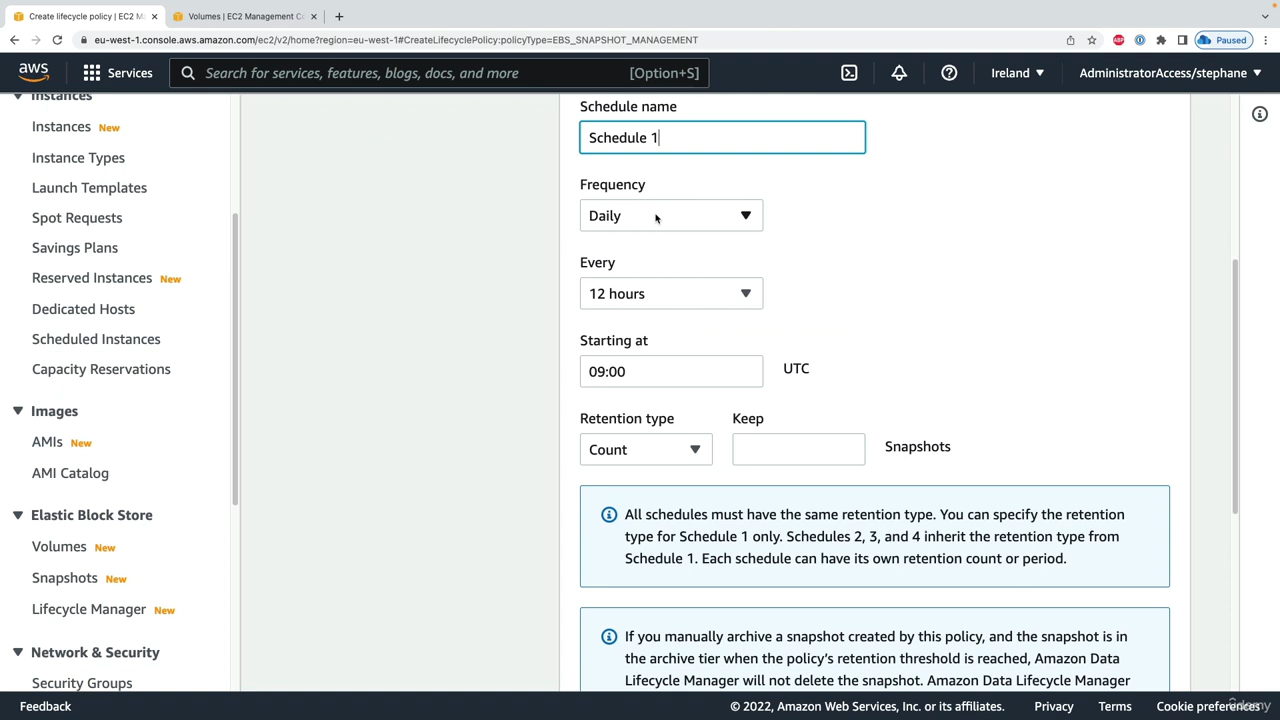 Create lifecycle policy | EC2 M
Volumes | EC2 Management C
eu-west-1.console.aws.amazon.com/ec2/v2/home?region=eu-west-1#CreateLifecyclePolicy:policyType=EBS_SNAPSHOT_MANAGEMENT
ABP
Paused
aws
Services
Search for services, features, blogs, docs, and more
[Option+S]
Ireland
AdministratorAccess/stephane
Instances
Instances New
Instance Types
Launch Templates
Spot Requests
Savings Plans
Reserved Instances New
Dedicated Hosts
Scheduled Instances
Capacity Reservations
Images
AMIs New
AMI Catalog
Elastic Block Store
Volumes New
Snapshots New
Lifecycle Manager New
Network & Security
Security Groups
Schedule name
Schedule 1
Frequency
Daily
Every
12 hours
Starting at
09:00 UTC
Retention type Keep
Count Snapshots
All schedules must have the same retention type. You can specify the retention
type for Schedule 1 only. Schedules 2, 3, and 4 inherit the retention type from
Schedule 1. Each schedule can have its own retention count or period.
If you manually archive a snapshot created by this policy, and the snapshot is in
the archive tier when the policy's retention threshold is reached, Amazon Data
Lifecycle Manager will not delete the snapshot. Amazon Data Lifecycle Manager
Feedback
© 2022, Amazon Web Services, Inc. or its affiliates.
Privacy
Terms
Cookie preferences
Udemy